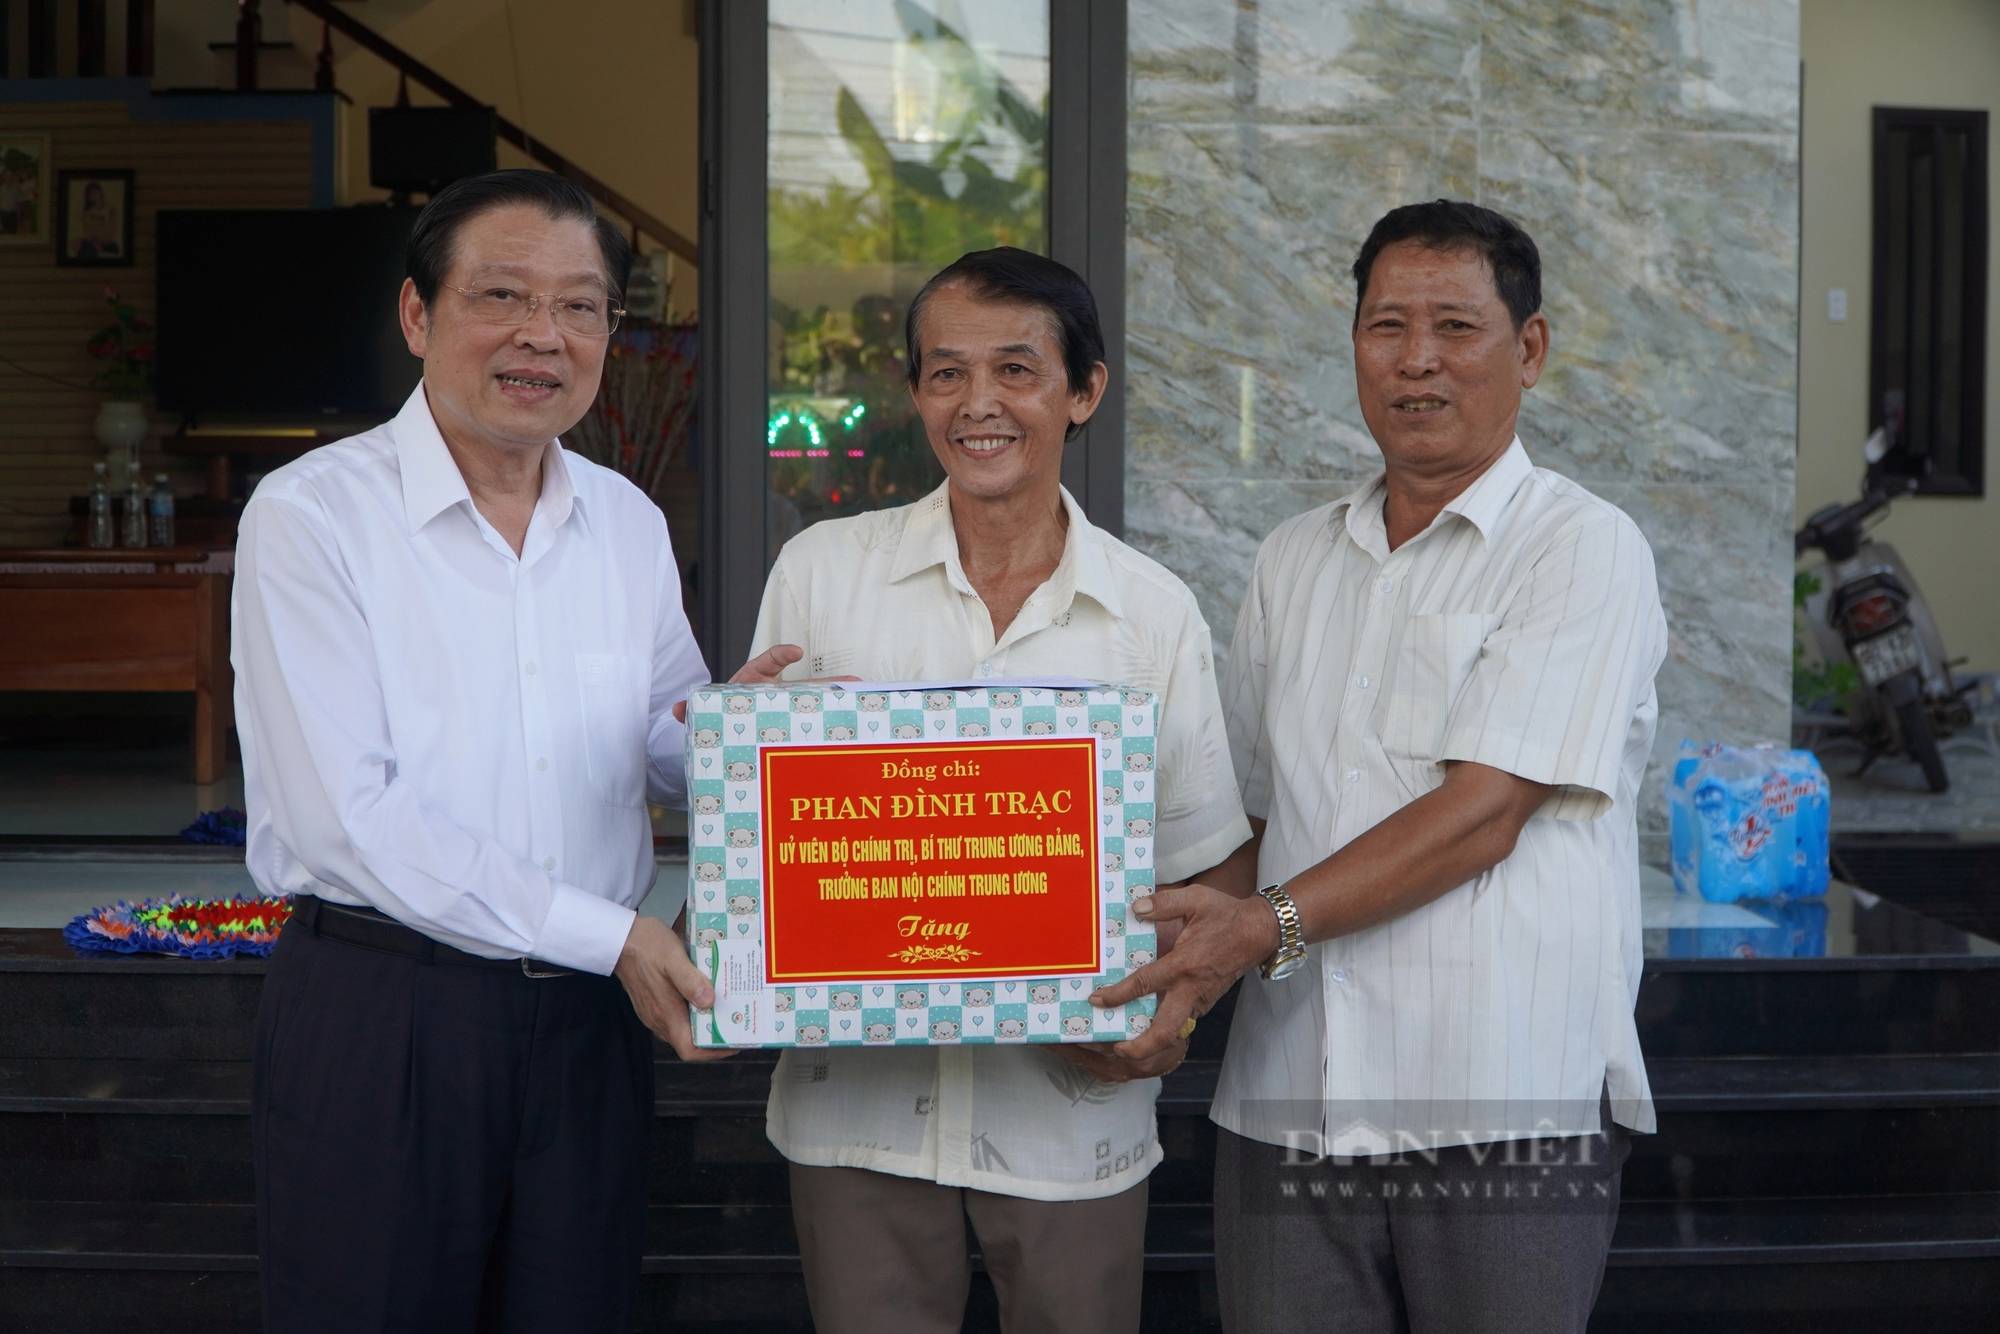 Đồng chí:
PHAN ĐÌNH TRẠC
UỶ VIÊN BỘ CHÍNH TRỊ, BÍ THƯ TRUNG ƯƠNG ĐẢNG,
TRƯỞNG BAN NỘI CHÍNH TRUNG ƯƠNG
Tặng
DÂN VIỆT
WWW.DANVIET.VN